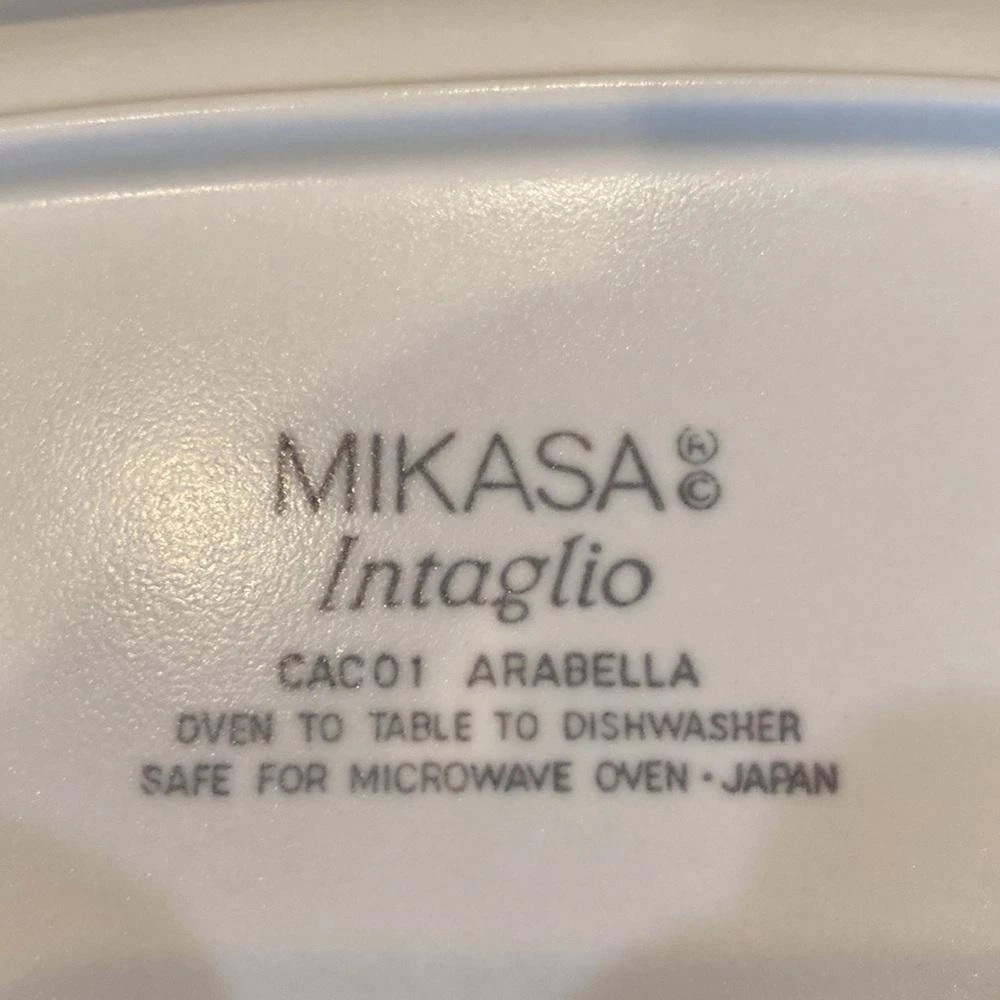 MIKASA®©
Intaglio
CAC01 ARABELLA
OVEN TO TABLE TO DISHWASHER
SAFE FOR MICROWAVE OVEN · JAPAN